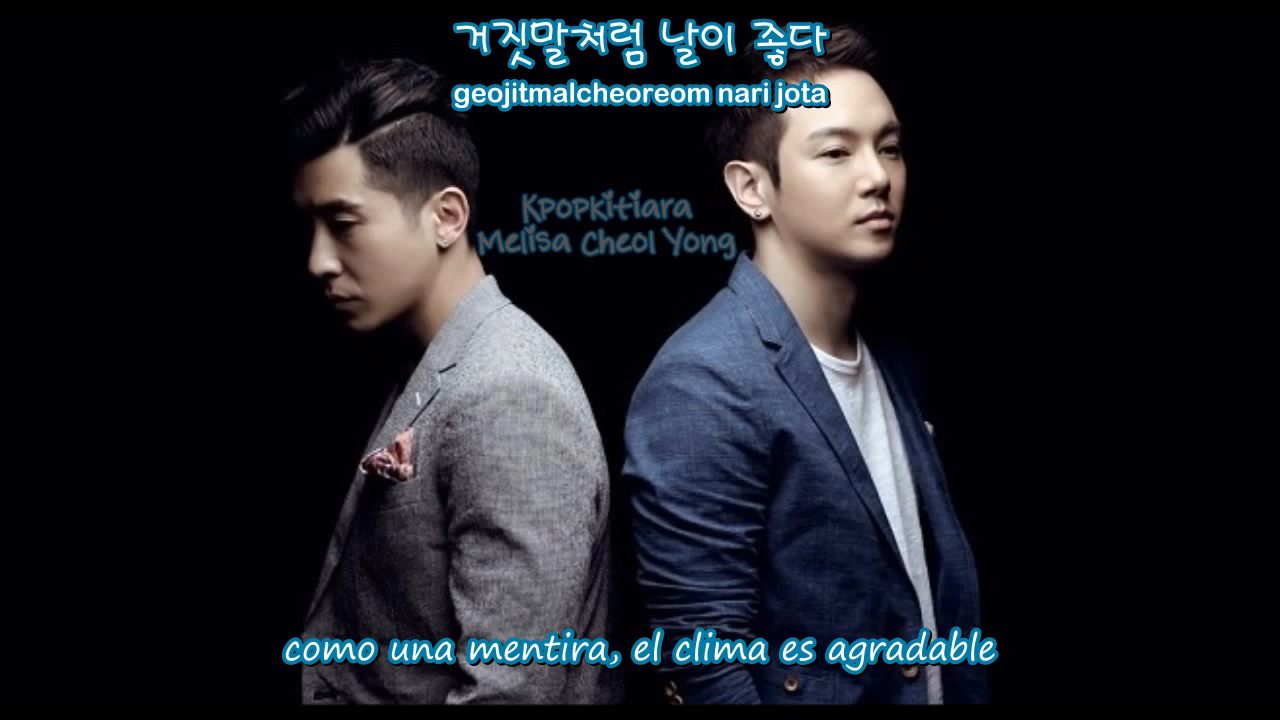 거짓말처럼 날이 좋다
geojitmalcheoreom nari jota
Kpopkitiara
Melisa Cheol Yong
como una mentira, el clima es agradable